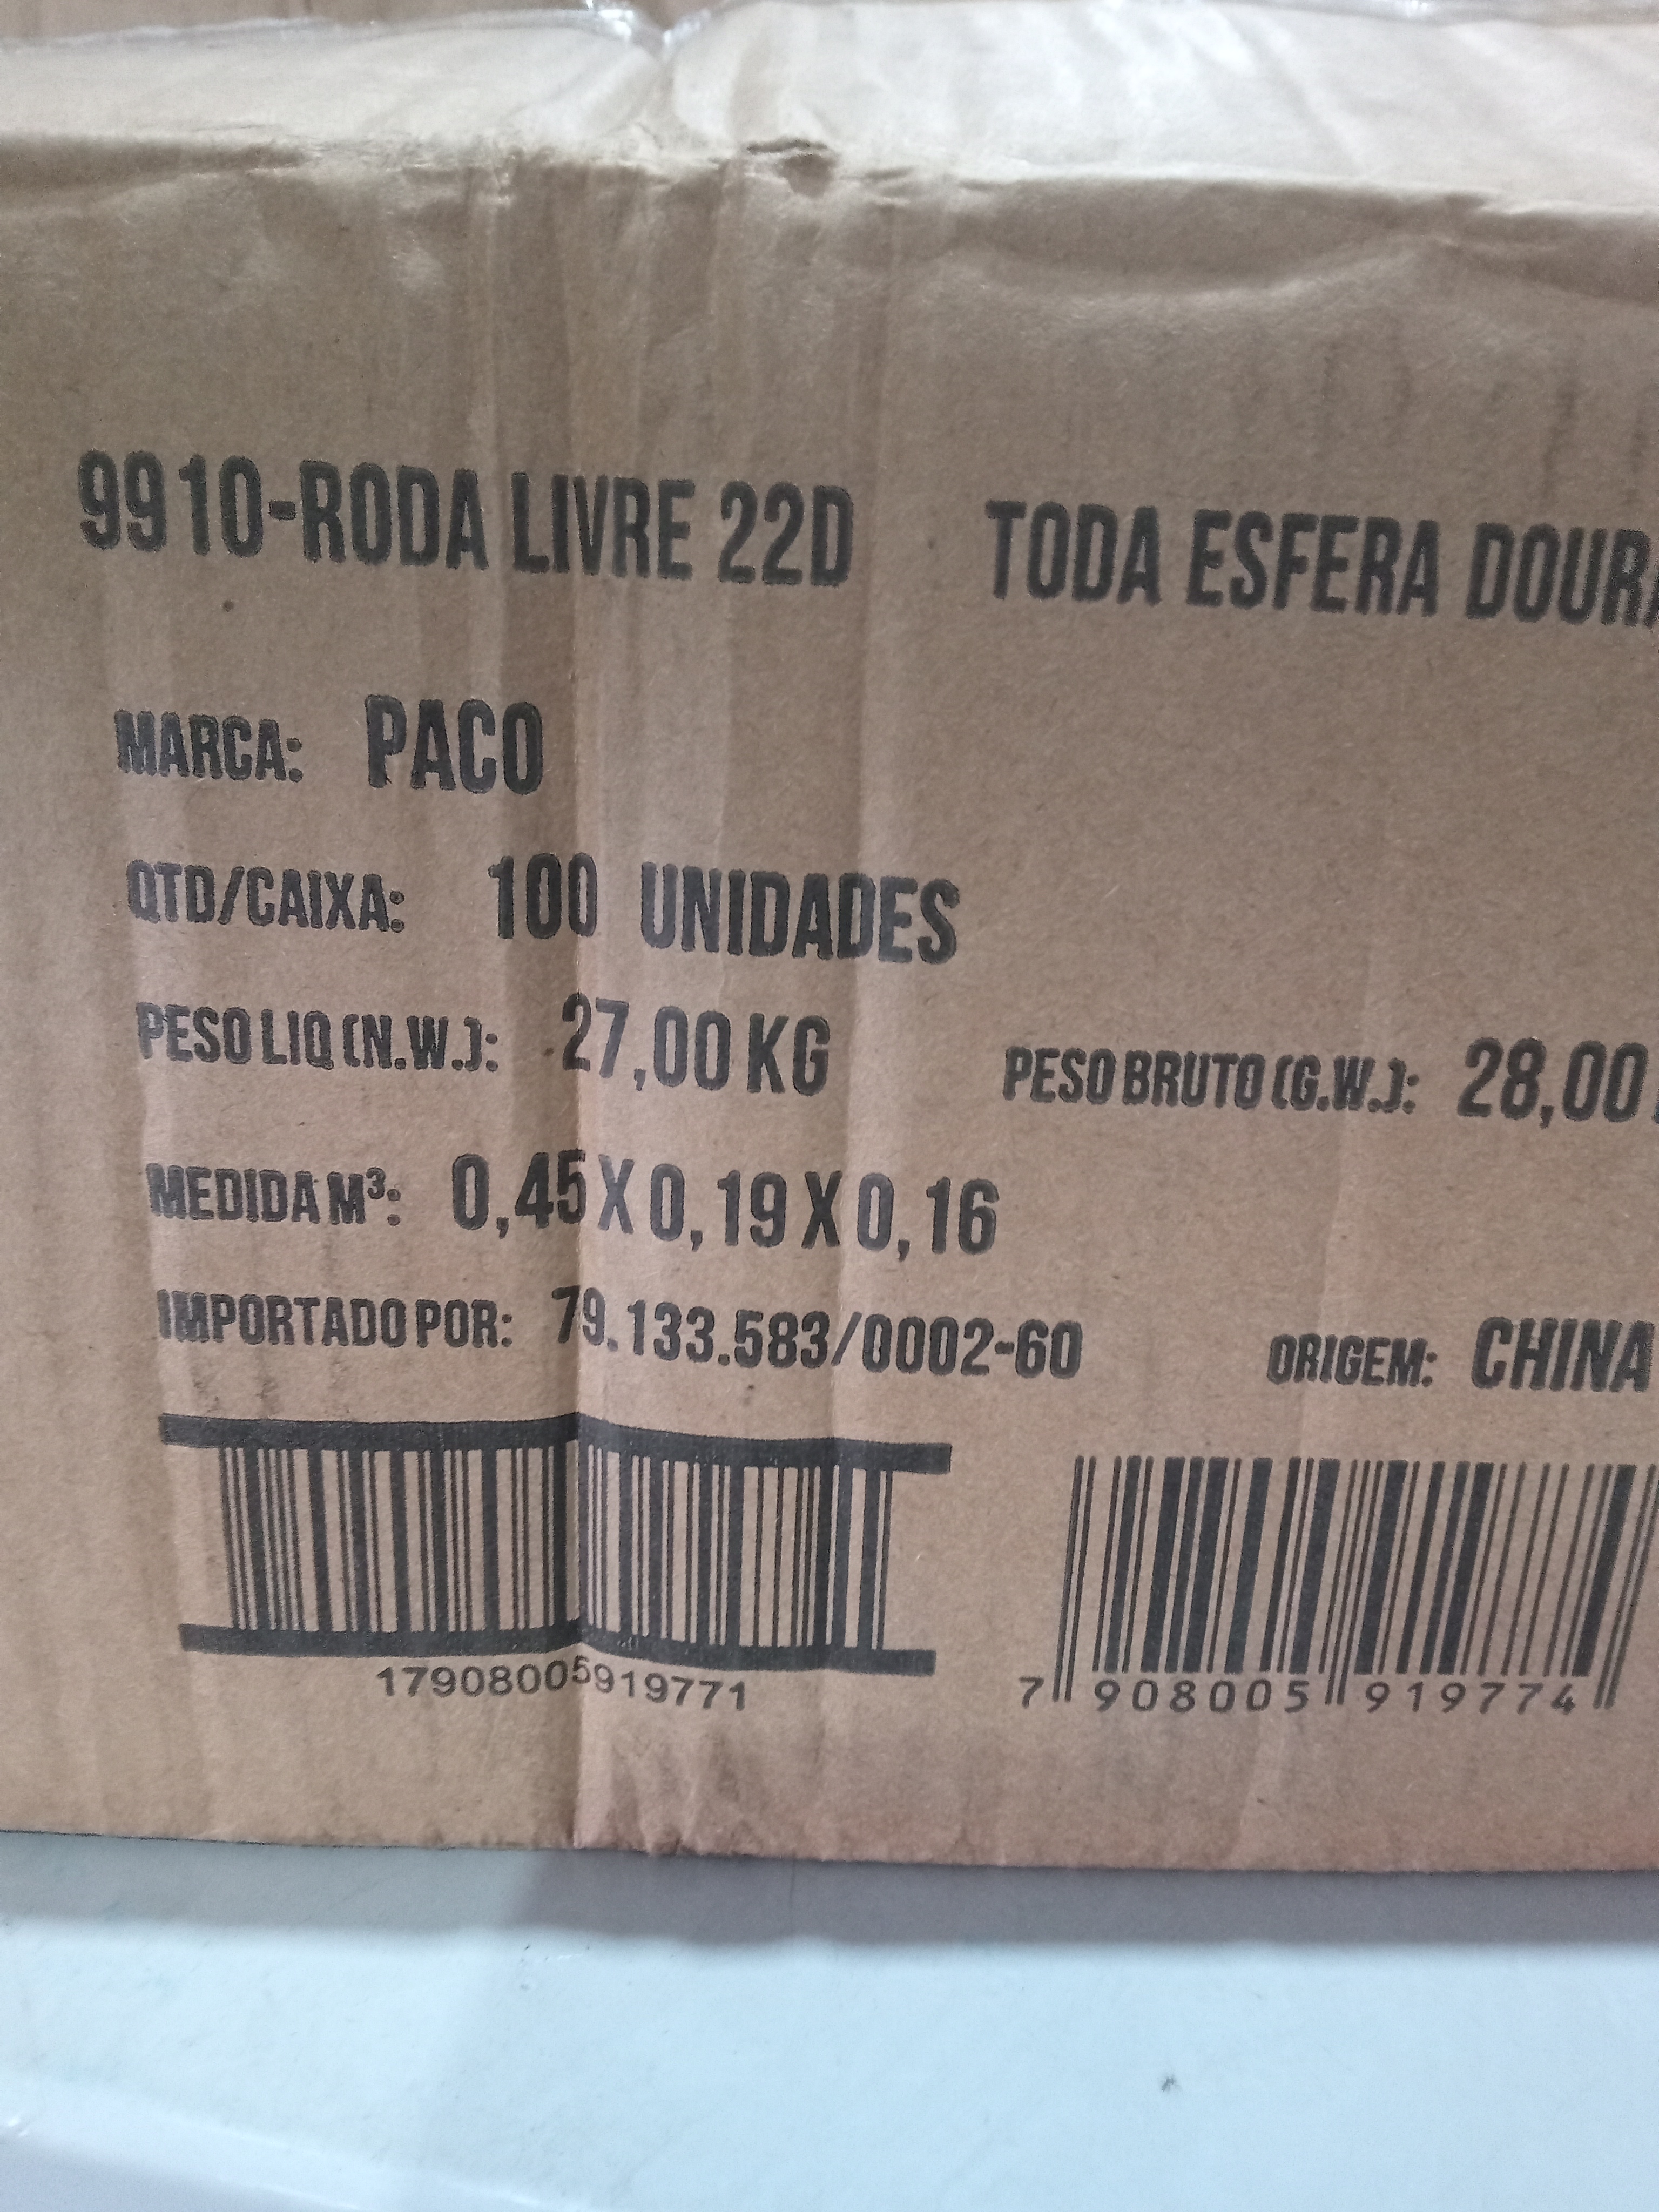 9910-RODA LIVRE 22D TODA ESFERA
MARCA: PACO
QTD/CAIXA: 100 UNIDADES
PESO LIQ (N.W.): 27,00 KG PESO BRUTO (G.W.): 28,00
MEDIDA M³: 0,45 X 0,19 X 0,16
IMPORTADO POR: 79.133.583/0002-60 ORIGEM: CHINA
17908005919771 7 908005 919774